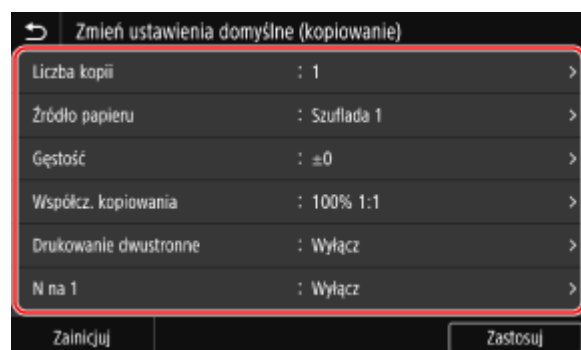 Zmień ustawienia domyślne (kopiowanie)
Liczba kopii : 1
Źródło papieru : Szuflada 1
Gęstość : ±0
Współcz. kopiowania : 100% 1:1
Drukowanie dwustronne : Wyłącz
N na 1 : Wyłącz
Zainicjuj Zastosuj